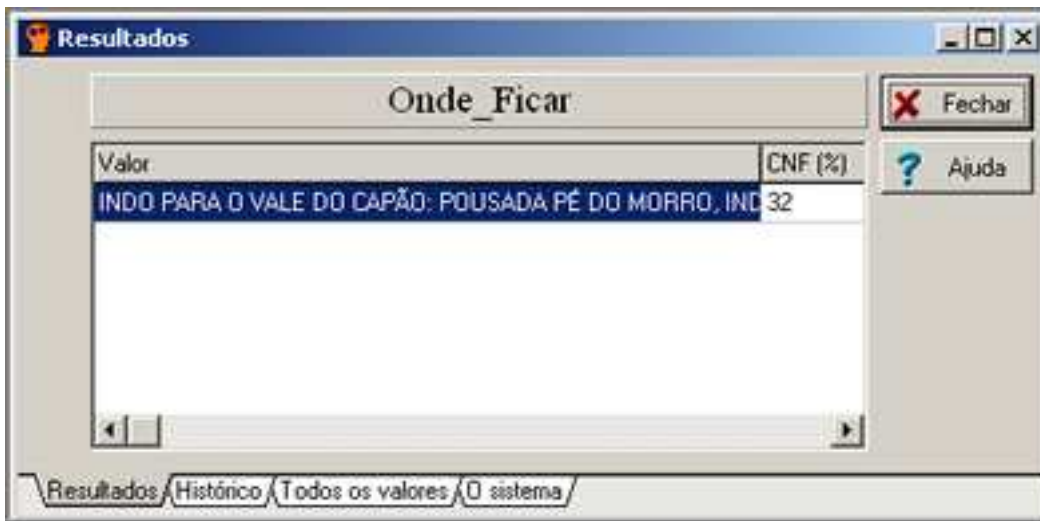 Resultados
Onde_Ficar
Fechar
Valor CNF (%)
Ajuda
INDO PARA O VALE DO CAPÃO: POUSADA PÉ DO MORRO, IND 32
Resultados Histórico Todos os valores O sistema